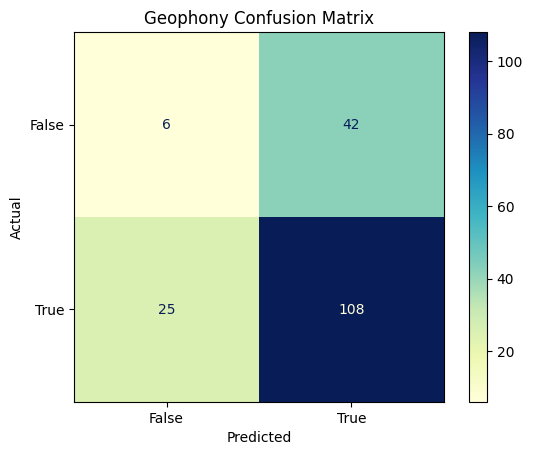 Geophony Confusion Matrix
False
6
42
Actual
True
25
108
False
True
Predicted
100
80
60
40
20